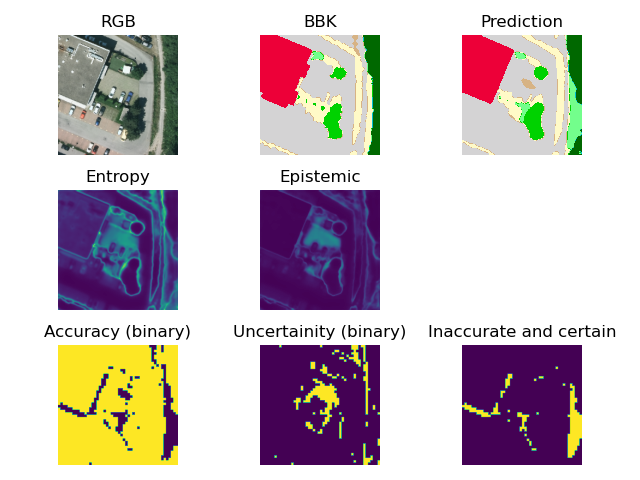 RGB
BBK
Prediction
Entropy
Epistemic
Accuracy (binary)
Uncertainity (binary)
Inaccurate and certain